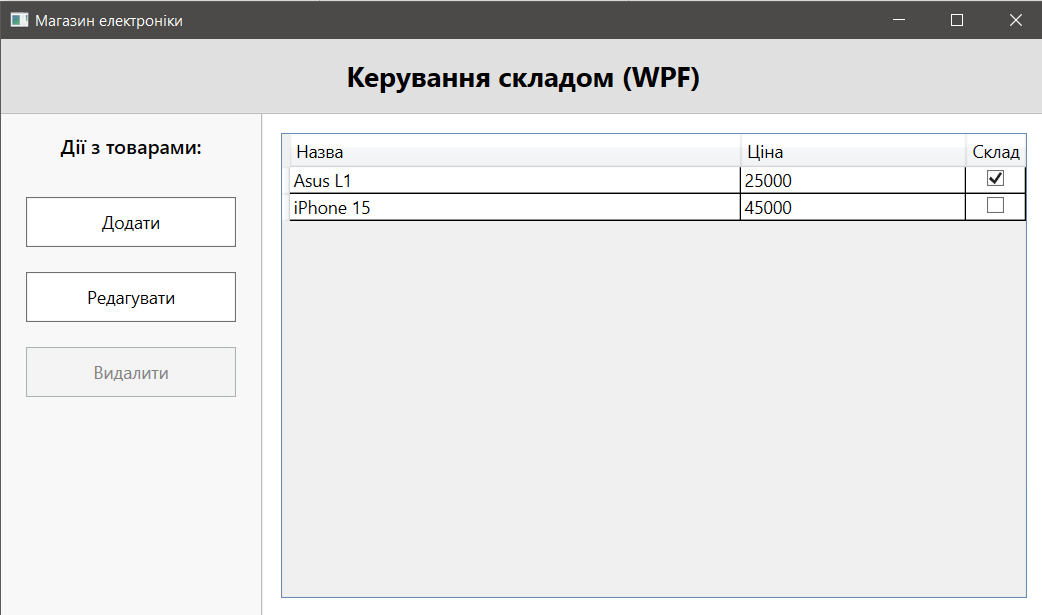 Магазин електроніки
Керування складом (WPF)
Дії з товарами:
Додати
Редагувати
Видалити
Назва Ціна Склад
Asus L1 25000
iPhone 15 45000